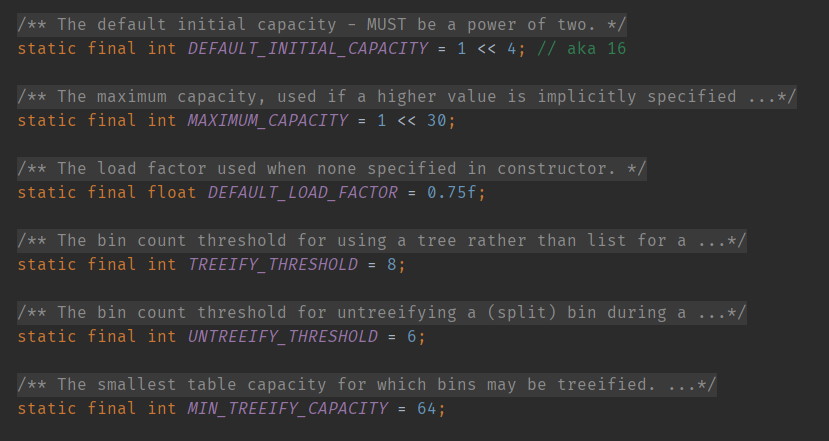 /** The default initial capacity - MUST be a power of two. */
static final int DEFAULT_INITIAL_CAPACITY = 1 << 4; // aka 16
/** The maximum capacity, used if a higher value is implicitly specified ...*/
static final int MAXIMUM_CAPACITY = 1 << 30;
/** The load factor used when none specified in constructor. */
static final float DEFAULT_LOAD_FACTOR = 0.75f;
/** The bin count threshold for using a tree rather than list for a ...*/
static final int TREEIFY_THRESHOLD = 8;
/** The bin count threshold for untreeifying a (split) bin during a ...*/
static final int UNTREEIFY_THRESHOLD = 6;
/** The smallest table capacity for which bins may be treeified. ...*/
static final int MIN_TREEIFY_CAPACITY = 64;